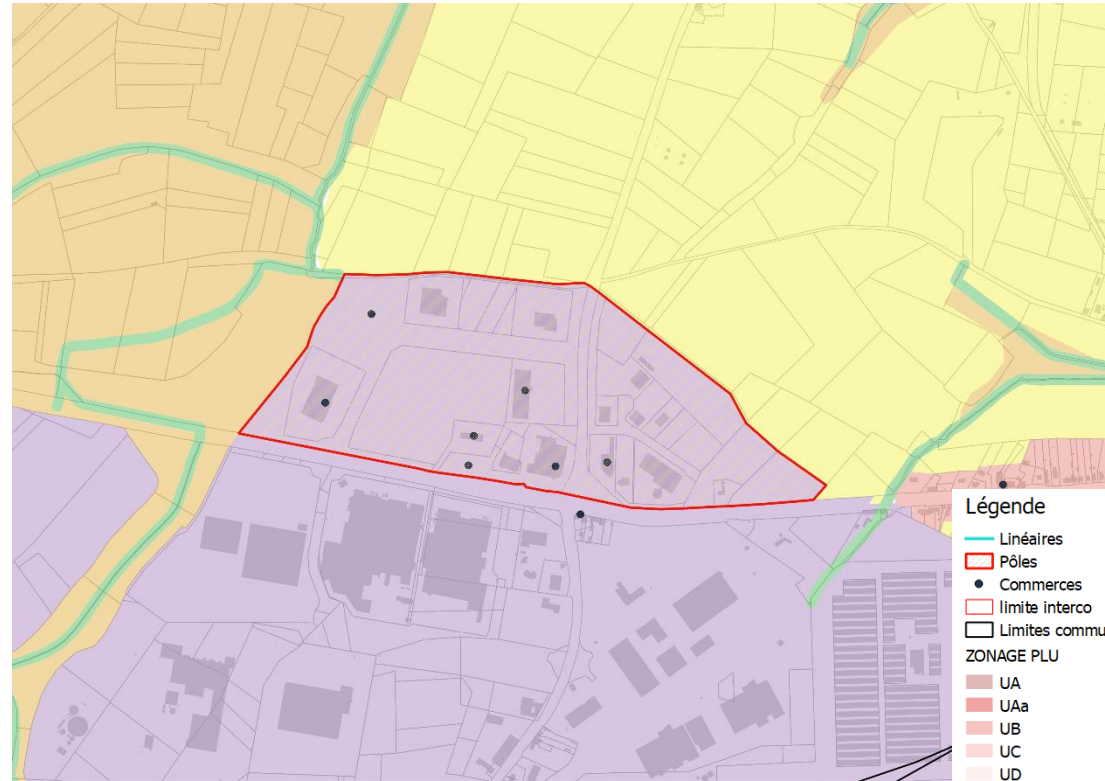 Légende
Linéaires
Pôles
Commerces
limite interco
Limites commu
ZONAGE PLU
UA
UAa
UB
UC
UD